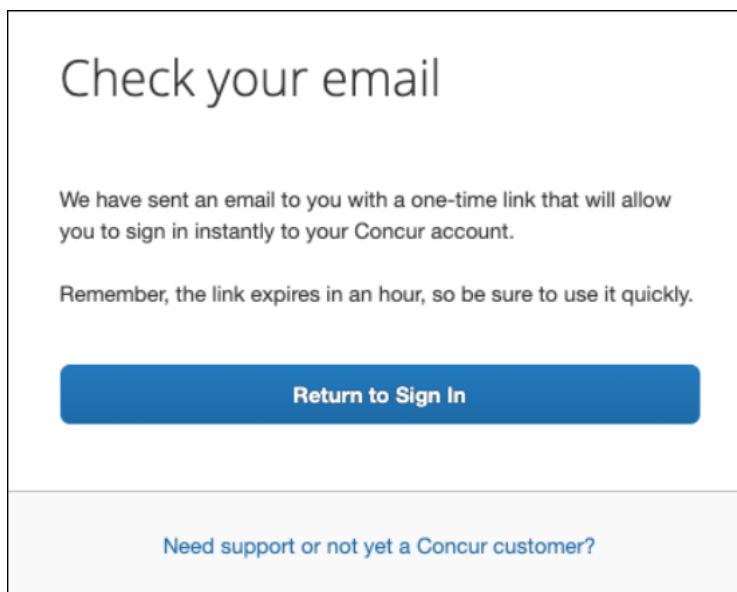 Check your email
We have sent an email to you with a one-time link that will allow
you to sign in instantly to your Concur account.
Remember, the link expires in an hour, so be sure to use it quickly.
Return to Sign In
Need support or not yet a Concur customer?